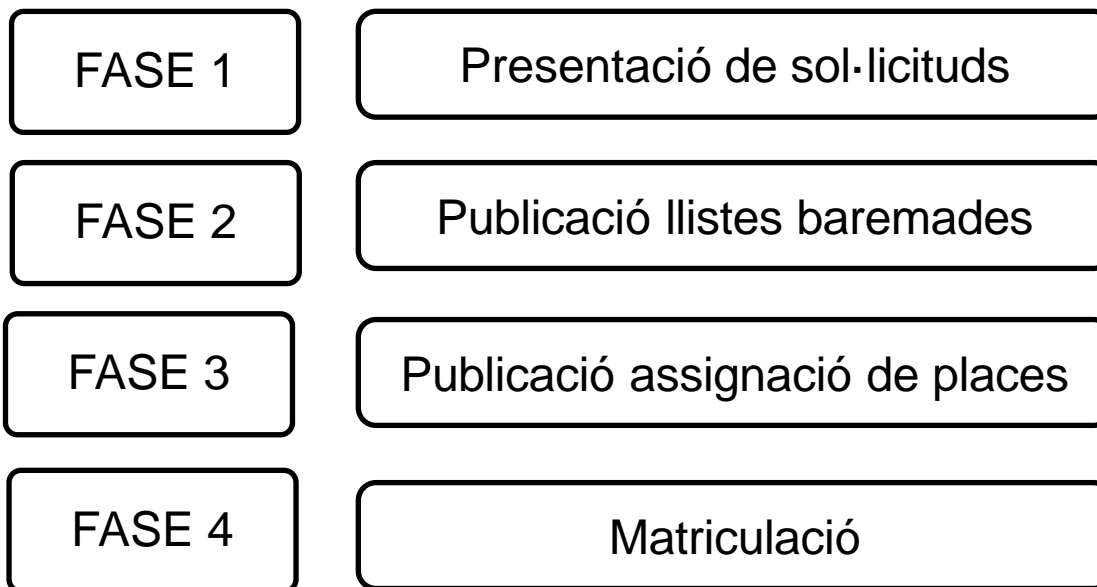 FASE 1
Presentació de sol·licituds
FASE 2
Publicació llistes baremades
FASE 3
Publicació assignació de places
FASE 4
Matriculació